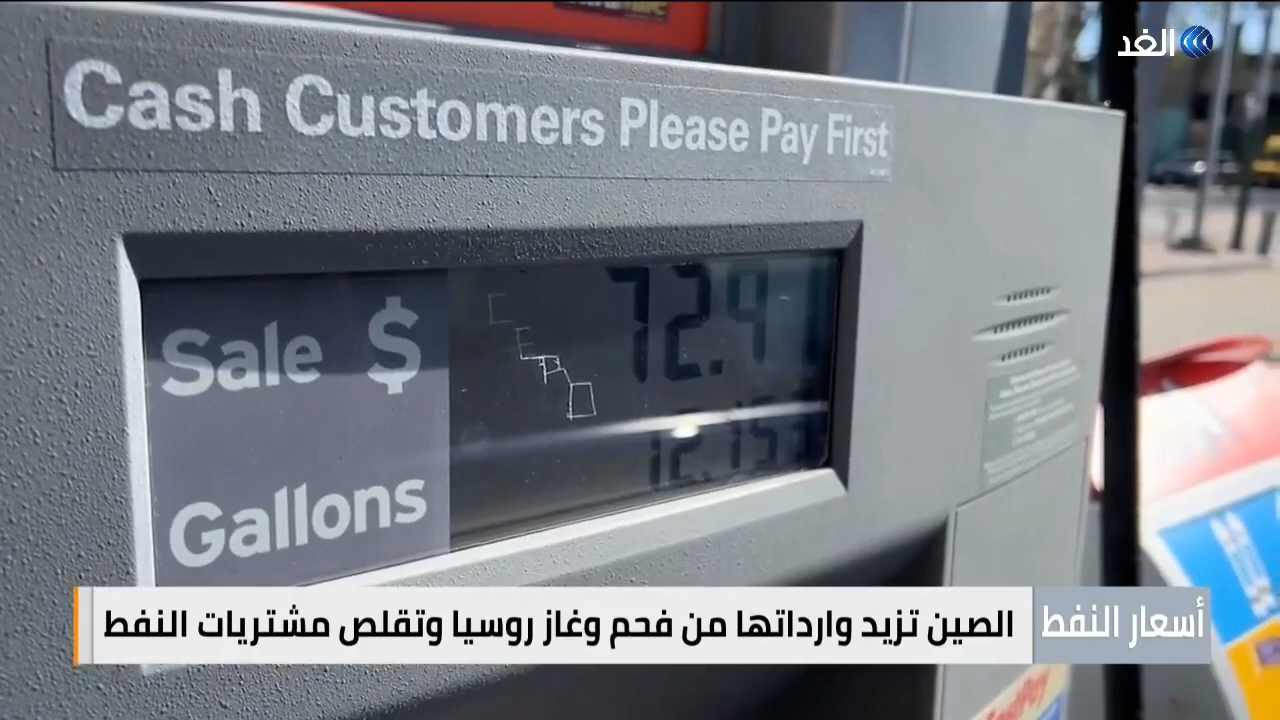 الغد
Cash Customers Please Pay First
Sale $
72.9
Gallons
أسعار النفط
الصين تزيد وارداتها من فحم وغاز روسيا وتقلص مشتريات النفط